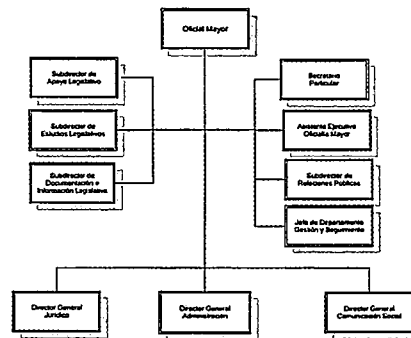 Oficial Mayor
Subdirector de
Apoyo Legislativo
Secretario
Particular
Subdirector de
Estudios Legislativos
Asistente Ejecutivo
Oficialía Mayor
Subdirector de
Documentación e
Información Legislativa
Subdirector de
Relaciones Públicas
Jefe de Departamento
Gestión y Seguimiento
Director General
Jurídico
Director General
Administración
Director General
Comunicación Social